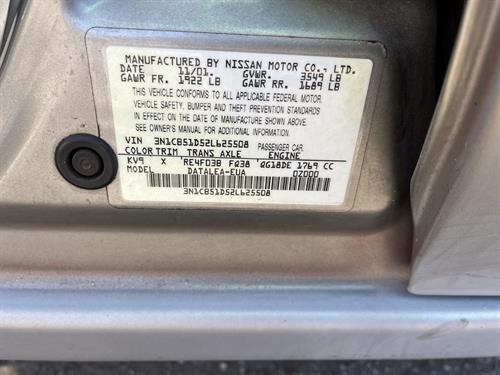 MANUFACTURED BY NISSAN MOTOR CO., LTD.
DATE 11/01. GVWR. 3549 LB
GAWR FR. 1922 LB GAWR RR. 1689 LB
THIS VEHICLE CONFORMS TO ALL APPLICABLE FEDERAL MOTOR
VEHICLE SAFETY, BUMPER AND THEFT PREVENTION STANDARDS
IN EFFECT ON THE DATE OF MANUFACTURE SHOWN ABOVE.
SEE OWNER'S MANUAL FOR ADDITIONAL INFORMATION.
VIN 3N1CB51D52L625508 PASSENGER CAR.
COLOR TRIM TRANS AXLE ENGINE
KV9 X RE4F03B FQ38 QG18DE 1769 CC
MODEL DATALEA-EUA 0Z000
3N1CB51D52L625508